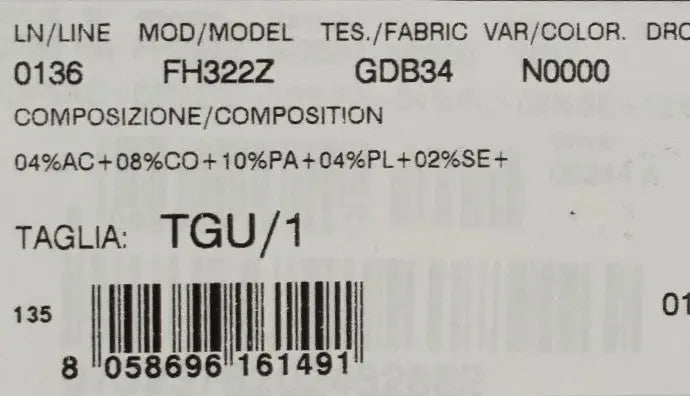 LN/LINE MOD/MODEL TES./FABRIC VAR/COLOR. DRO
0136 FH322Z GDB34 N0000
COMPOSIZIONE/COMPOSITION
04%AC+08%CO+10%PA+04%PL+02%SE+
TAGLIA: TGU/1
135 01
8 058696 161491